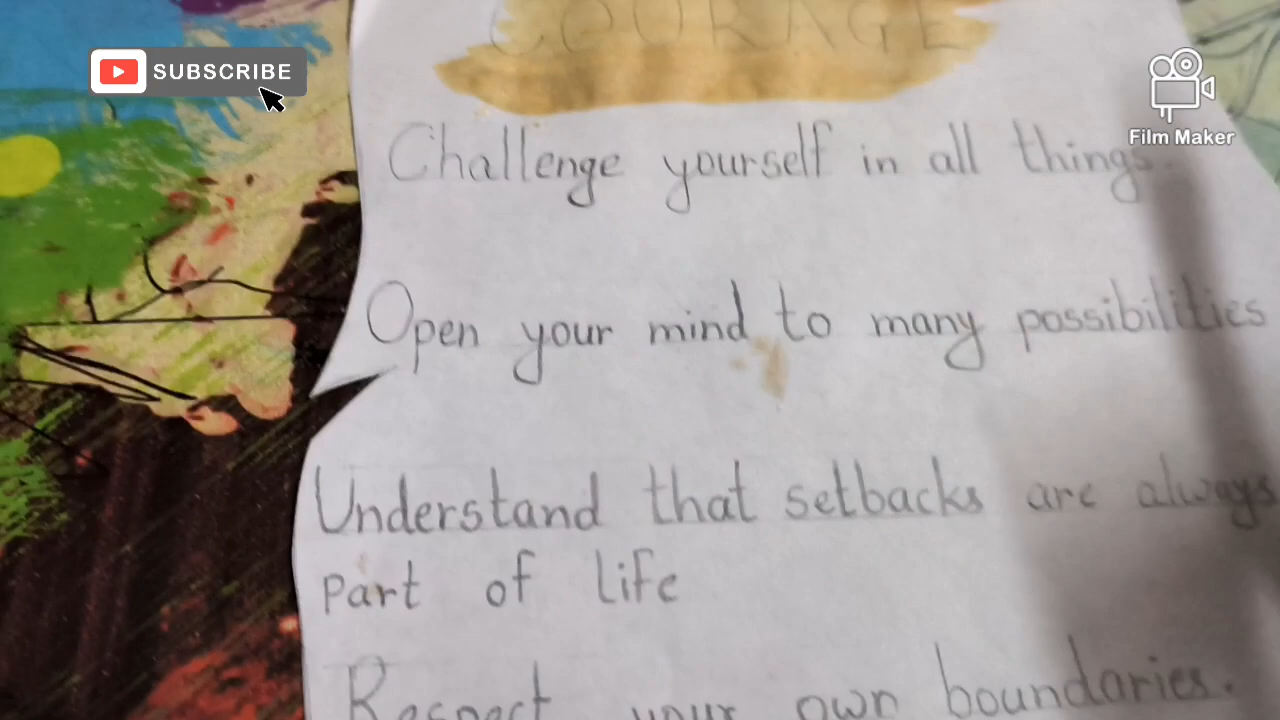 COURAGE
SUBSCRIBE
Film Maker
Challenge yourself in all things.
Open your mind to many possibilities
Understand that setbacks are always
part of life
Respect your own boundaries.